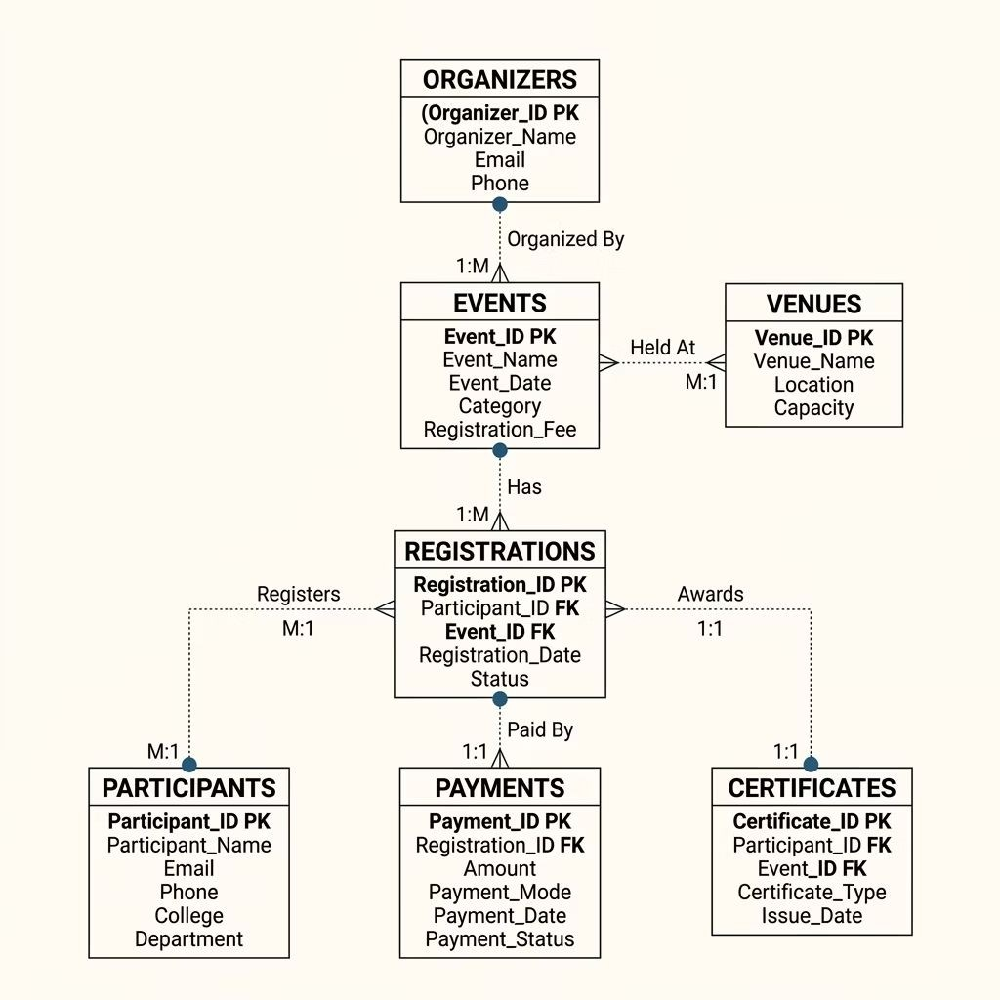 ORGANIZERS
(Organizer_ID PK
Organizer_Name
Email
Phone
Organized By
1:M
EVENTS
Event_ID PK
Event_Name
Event_Date
Category
Registration_Fee
Held At
M:1
VENUES
Venue_ID PK
Venue_Name
Location
Capacity
Has
1:M
REGISTRATIONS
Registration_ID PK
Participant_ID FK
Event_ID FK
Registration_Date
Status
Registers
M:1
Awards
1:1
Paid By
M:1
1:1
1:1
PARTICIPANTS
Participant_ID PK
Participant_Name
Email
Phone
College
Department
PAYMENTS
Payment_ID PK
Registration_ID FK
Amount
Payment_Mode
Payment_Date
Payment_Status
CERTIFICATES
Certificate_ID PK
Participant_ID FK
Event_ID FK
Certificate_Type
Issue_Date